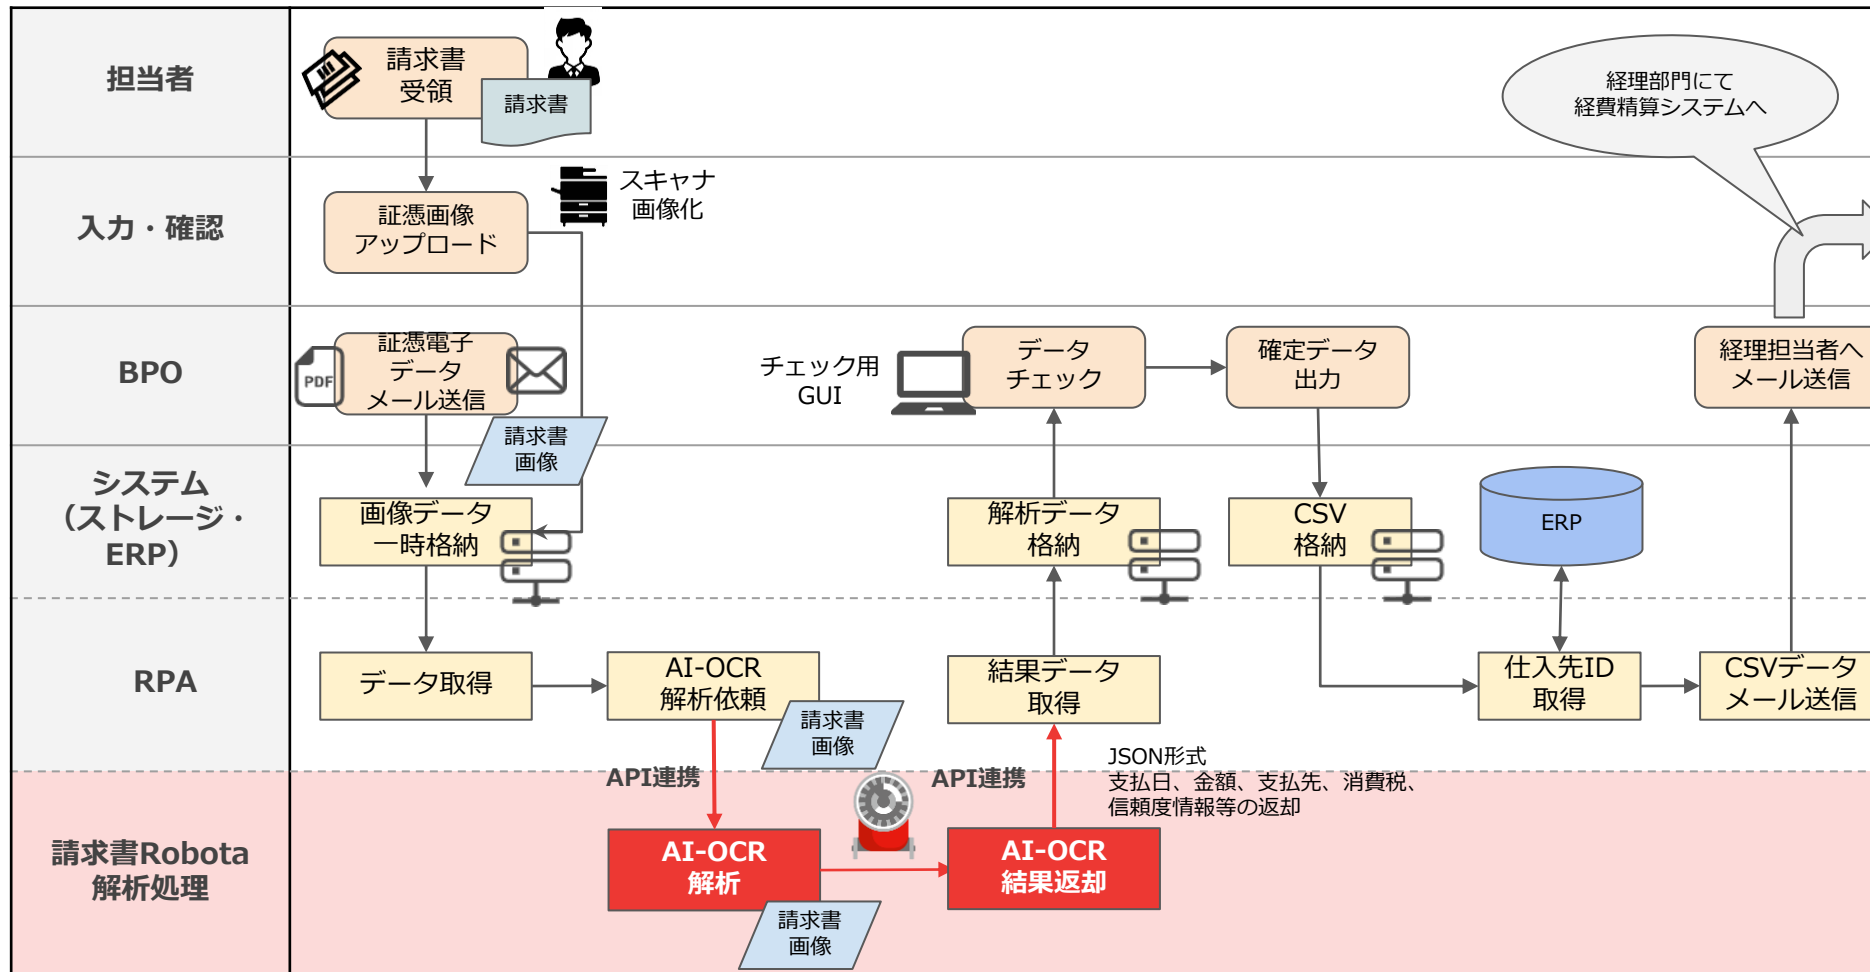 担当者
請求書
受領
請求書
経理部門にて
経費精算システムへ
入力・確認
証憑画像
アップロード
スキャナ
画像化
BPO
PDF
証憑電子
データ
メール送信
請求書
画像
チェック用
GUI
データ
チェック
確定データ
出力
経理担当者へ
メール送信
システム
（ストレージ・
ERP）
画像データ
一時格納
解析データ
格納
CSV
格納
ERP
RPA
データ取得
AI-OCR
解析依頼
請求書
画像
結果データ
取得
仕入先ID
取得
CSVデータ
メール送信
API連携
API連携
JSON形式
支払日、金額、支払先、消費税、
信頼度情報等の返却
請求書Robota
解析処理
AI-OCR
解析
請求書
画像
AI-OCR
結果返却